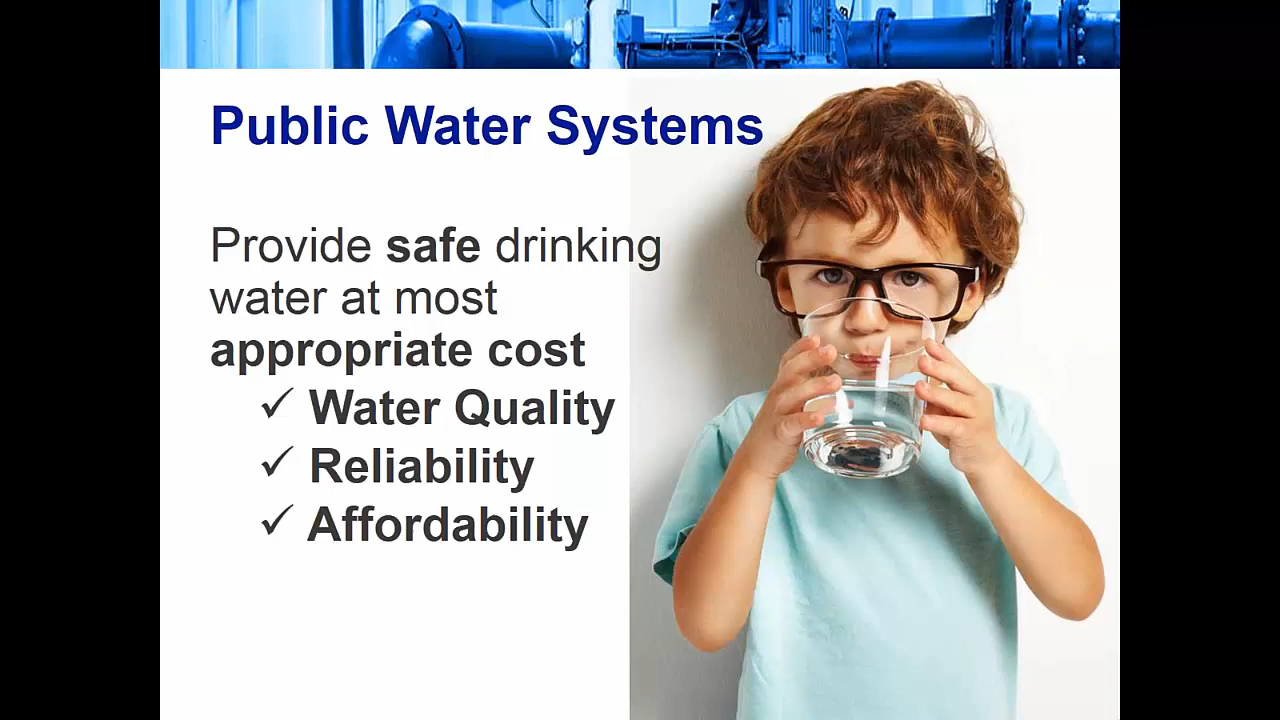 Public Water Systems
Provide safe drinking
water at most
appropriate cost
✓ Water Quality
✓ Reliability
✓ Affordability